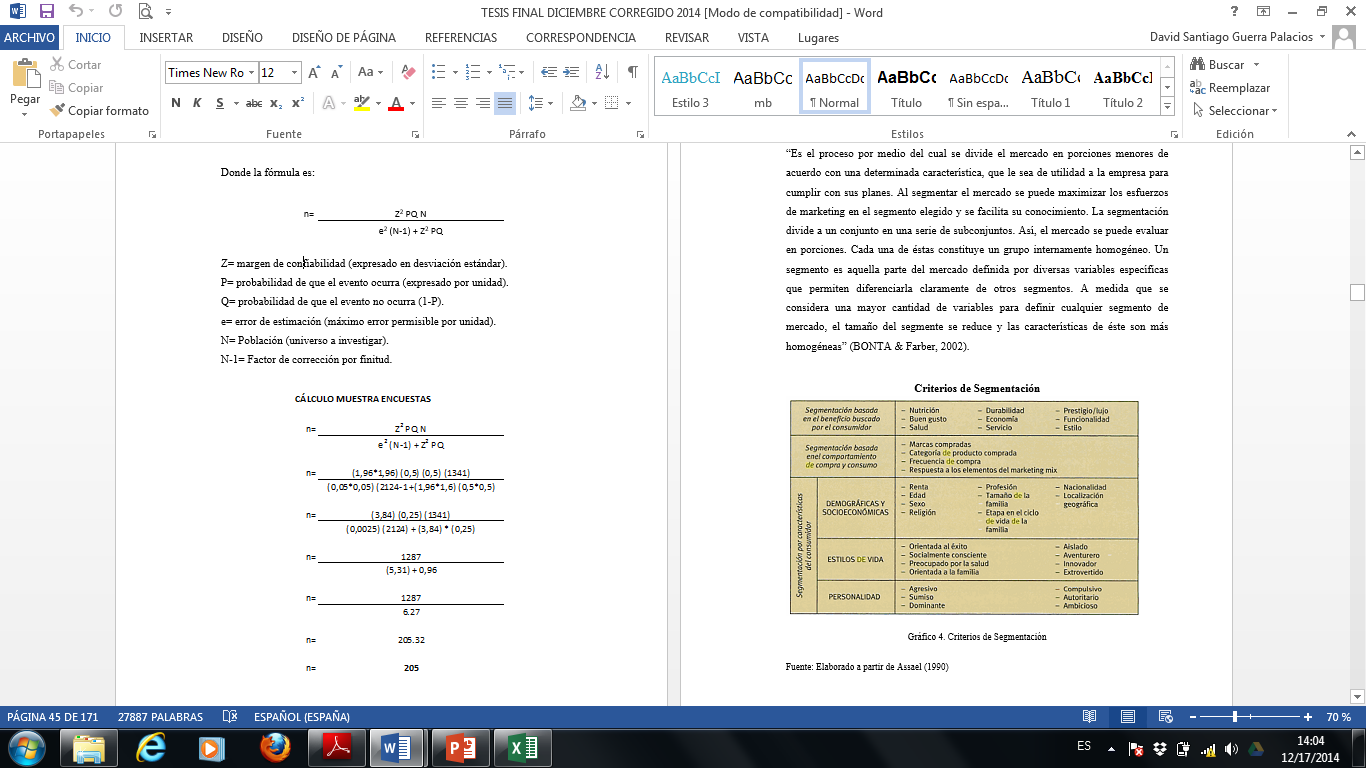 TESIS FINAL DICIEMBRE CORREGIDO 2014 [Modo de compatibilidad] - Word
ARCHIVO INICIO INSERTAR DISEÑO DISEÑO DE PÁGINA REFERENCIAS CORRESPONDENCIA REVISAR VISTA Lugares David Santiago Guerra Palacios
Pegar
Cortar
Copiar
Copiar formato
Portapapeles
Times New Ro 12
N K S abc x₂ x²
Fuente
Párrafo
AaBbCcI AaBbCc AaBbCcDc AaBbCc AaBbCcDc AaBbC AaBbCcI
Estilo 3 mb ¶ Normal Título ¶ Sin espa... Título 1 Título 2
Estilos
Buscar
Reemplazar
Seleccionar
Edición
Donde la fórmula es:
n= Z² PQ N
e² (N-1) + Z² PQ
Z= margen de confiabilidad (expresado en desviación estándar).
P= probabilidad de que el evento ocurra (expresado por unidad).
Q= probabilidad de que el evento no ocurra (1-P).
e= error de estimación (máximo error permisible por unidad).
N= Población (universo a investigar).
N-1= Factor de corrección por finitud.
CÁLCULO MUESTRA ENCUESTAS
n= Z² PQ N
e² (N-1) + Z² PQ
n= (1,96*1,96) (0,5) (0,5) (1341)
(0,05*0,05) (2124-1+(1,96*1,6) (0,5*0,5)
n= (3,84) (0,25) (1341)
(0,0025) (2124) + (3,84) * (0,25)
n= 1287
(5,31) + 0,96
n= 1287
6.27
n= 205.32
n= 205
“Es el proceso por medio del cual se divide el mercado en porciones menores de
acuerdo con una determinada característica, que le sea de utilidad a la empresa para
cumplir con sus planes. Al segmentar el mercado se puede maximizar los esfuerzos
de marketing en el segmento elegido y se facilita su conocimiento. La segmentación
divide a un conjunto en una serie de subconjuntos. Así, el mercado se puede evaluar
en porciones. Cada una de éstas constituye un grupo internamente homogéneo. Un
segmento es aquella parte del mercado definida por diversas variables específicas
que permiten diferenciarla claramente de otros segmentos. A medida que se
considera una mayor cantidad de variables para definir cualquier segmento de
mercado, el tamaño del segmente se reduce y las características de éste son más
homogéneas” (BONTA & Farber, 2002).
Criterios de Segmentación
Segmentación basada
en el beneficio buscado
por el consumidor
– Nutrición – Durabilidad – Prestigio/lujo
– Buen gusto – Economía – Funcionalidad
– Salud – Servicio – Estilo
Segmentación basada
enel comportamiento
de compra y consumo
– Marcas compradas
– Categoría de producto comprada
– Frecuencia de compra
– Respuesta a los elementos del marketing mix
Segmentación por características
del consumidor
DEMOGRÁFICAS Y
SOCIOECONÓMICAS
– Renta – Profesión – Nacionalidad
– Edad – Tamaño de la – Localización
– Sexo familia geográfica
– Religión – Etapa en el ciclo
de vida de la
familia
ESTILOS DE VIDA
– Orientada al éxito – Aislado
– Socialmente consciente – Aventurero
– Preocupado por la salud – Innovador
– Orientada a la familia – Extrovertido
PERSONALIDAD
– Agresivo – Compulsivo
– Sumiso – Autoritario
– Dominante – Ambicioso
Gráfico 4. Criterios de Segmentación
Fuente: Elaborado a partir de Assael (1990)
PÁGINA 45 DE 171 27887 PALABRAS ESPAÑOL (ESPAÑA) 70 %
ES 14:04
12/17/2014